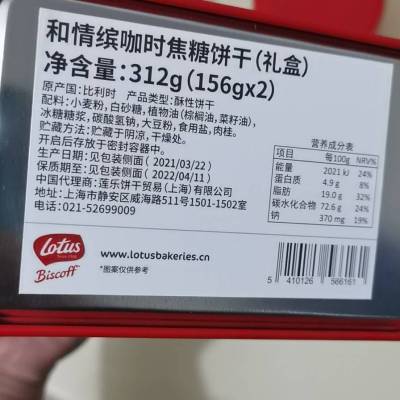 和情缤咖时焦糖饼干(礼盒)
净含量:312g(156gx2)
原产国:比利时 产品类型:酥性饼干
配料:小麦粉,白砂糖,植物油(棕榈油,菜籽油),
冰糖糖浆,碳酸氢钠,大豆粉,食用盐,肉桂。
贮藏方法:贮藏于阴凉,干燥处。
开启后存放于密封容器中。
生产日期:见包装侧面(2021/03/22)
保质期至:见包装侧面(2022/04/11)
中国代理商:莲乐饼干贸易(上海)有限公司
地址:上海市静安区威海路511号1501-1502室
电话:021-52699009
营养成分表
项目 每100g NRV%
能量 2021 kJ 24%
蛋白质 4.9 g 8%
脂肪 19.0 g 32%
碳水化合物 72.6 g 24%
钠 370 mg 19%
Lotus
Biscoff
www.lotusbakeries.cn
*图案仅供参考
5 410126 566161